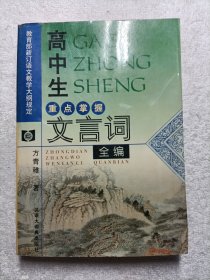 教育部新订语文教学大纲规定
高中生
GAO
ZHONG
SHENG
重点掌握
文言词
全编
ZHONGDIAN
ZHANGWO
WENYANCI
QUANBIAN
方青稚 著